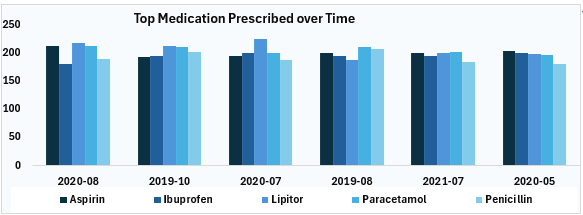 Top Medication Prescribed over Time
250
200
150
100
50
0
2020-08 2019-10 2020-07 2019-08 2021-07 2020-05
Aspirin Ibuprofen Lipitor Paracetamol Penicillin